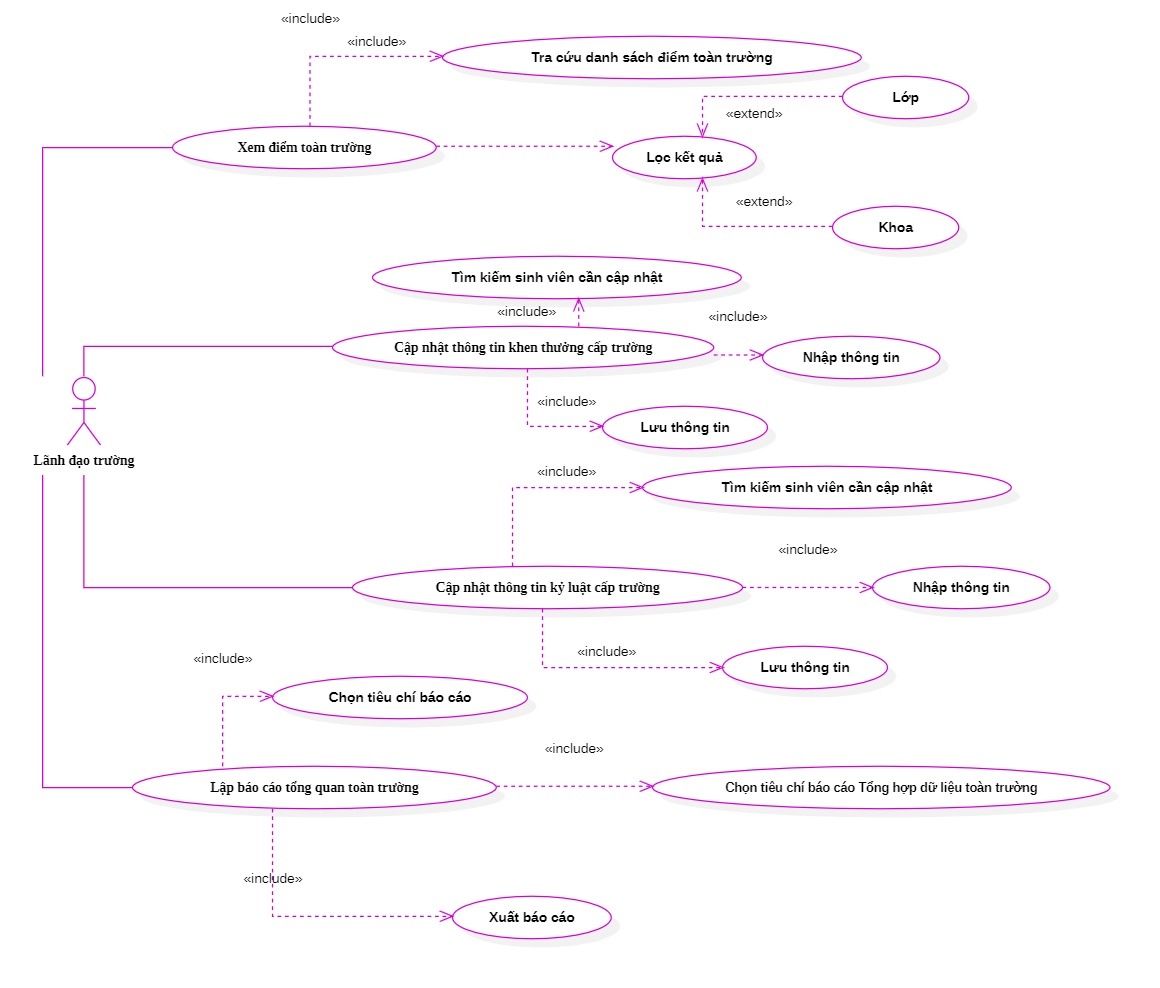 «include»
«include»
Tra cứu danh sách điểm toàn trường
Lớp
«extend»
Xem điểm toàn trường
Lọc kết quả
«extend»
Khoa
Tìm kiếm sinh viên cần cập nhật
«include»
«include»
Cập nhật thông tin khen thưởng cấp trường
Nhập thông tin
«include»
Lưu thông tin
Lãnh đạo trường
«include»
Tìm kiếm sinh viên cần cập nhật
«include»
Cập nhật thông tin kỷ luật cấp trường
Nhập thông tin
«include»
Lưu thông tin
«include»
Chọn tiêu chí báo cáo
«include»
Lập báo cáo tổng quan toàn trường
Chọn tiêu chí báo cáo Tổng hợp dữ liệu toàn trường
«include»
Xuất báo cáo